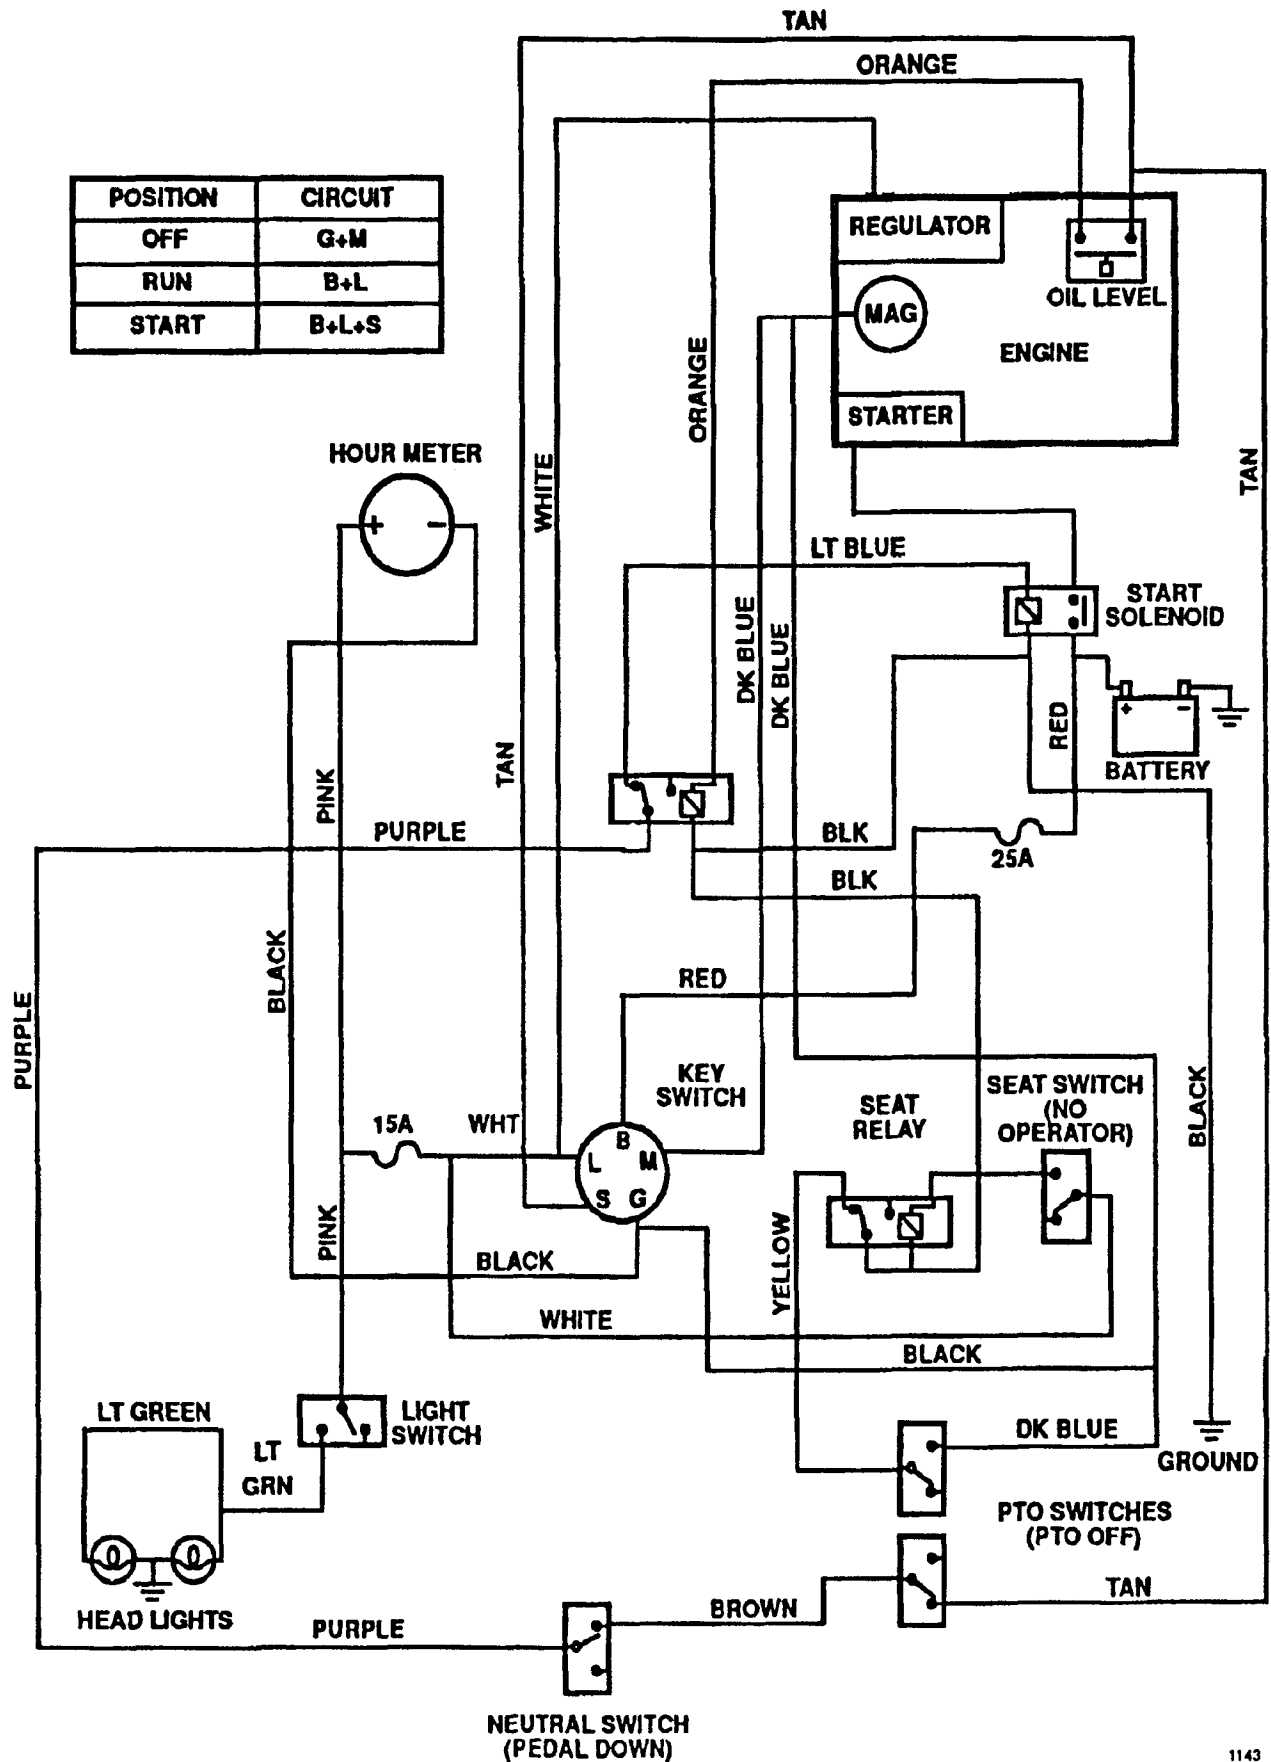 TAN
ORANGE
POSITION CIRCUIT
OFF G+M
RUN B+L
START B+L+S
REGULATOR
OIL LEVEL
MAG
ENGINE
STARTER
ORANGE
HOUR METER
+ −
WHITE
TAN
LT BLUE
START
SOLENOID
DK BLUE
DK BLUE
RED
+ −
BATTERY
TAN
PINK
PURPLE
BLK
25A
BLK
BLACK
RED
PURPLE
KEY
SWITCH
SEAT
RELAY
SEAT SWITCH
(NO
OPERATOR)
BLACK
15A
WHT
B
L M
S G
PINK
BLACK
YELLOW
WHITE
BLACK
LT GREEN
LIGHT
SWITCH
LT
GRN
DK BLUE
GROUND
PTO SWITCHES
(PTO OFF)
HEAD LIGHTS
TAN
BROWN
PURPLE
NEUTRAL SWITCH
(PEDAL DOWN)
1143